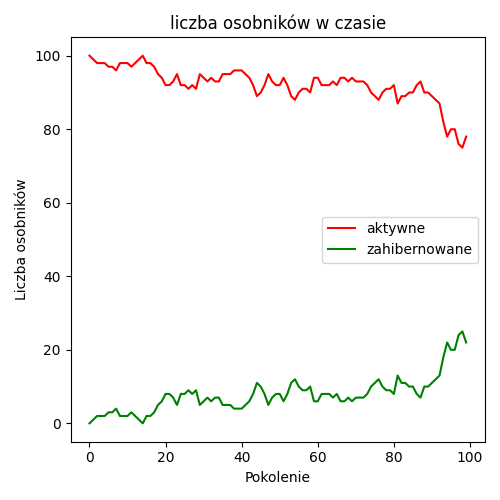 liczba osobników w czasie
100
80
60
40
20
0
Liczba osobników
aktywne
zahibernowane
0 20 40 60 80 100
Pokolenie